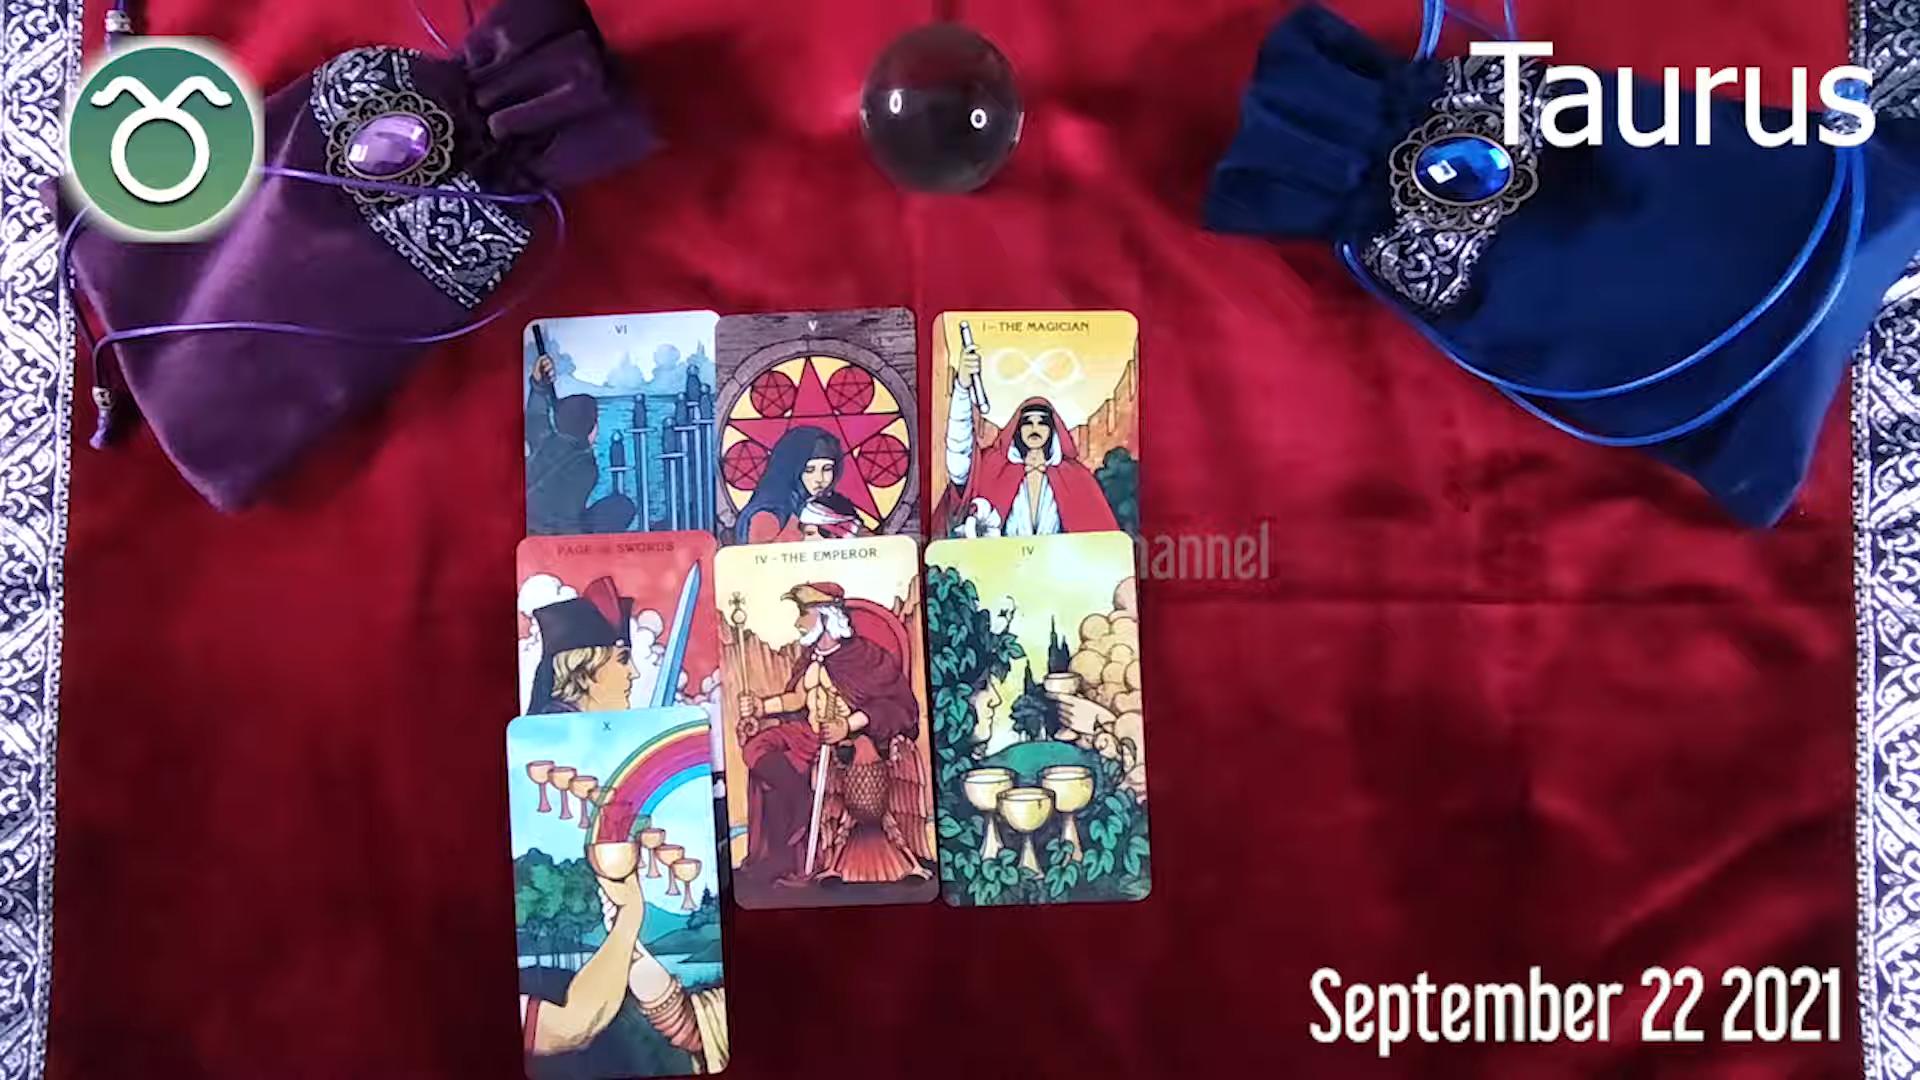 Taurus
VI
V
I-THE MAGICIAN
PAGE OF SWORDS
IV-THE EMPEROR
IV
X
September 22 2021